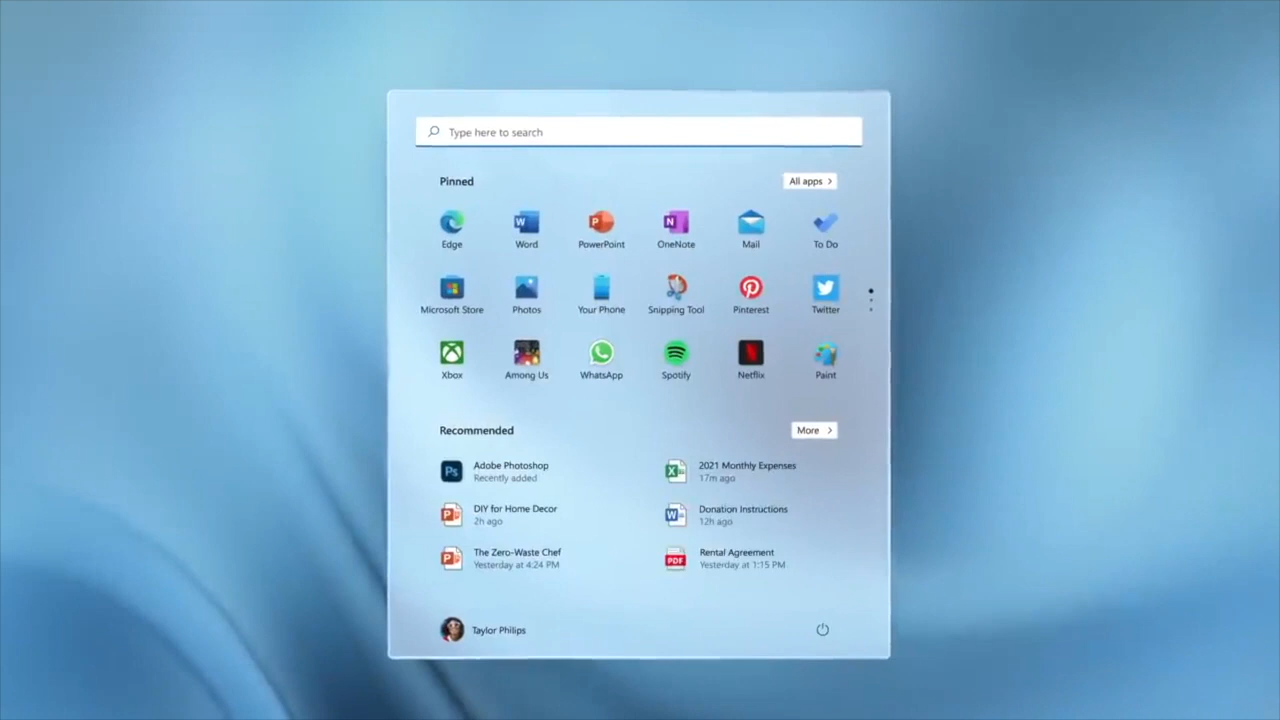 Type here to search
Pinned
All apps
Edge
Word
PowerPoint
OneNote
Mail
To Do
Microsoft Store
Photos
Your Phone
Snipping Tool
Pinterest
Twitter
Xbox
Among Us
WhatsApp
Spotify
Netflix
Paint
Recommended
More
Ps
Adobe Photoshop
Recently added
2021 Monthly Expenses
17m ago
DIY for Home Decor
2h ago
Donation Instructions
12h ago
The Zero-Waste Chef
Yesterday at 4:24 PM
PDF
Rental Agreement
Yesterday at 1:15 PM
Taylor Philips